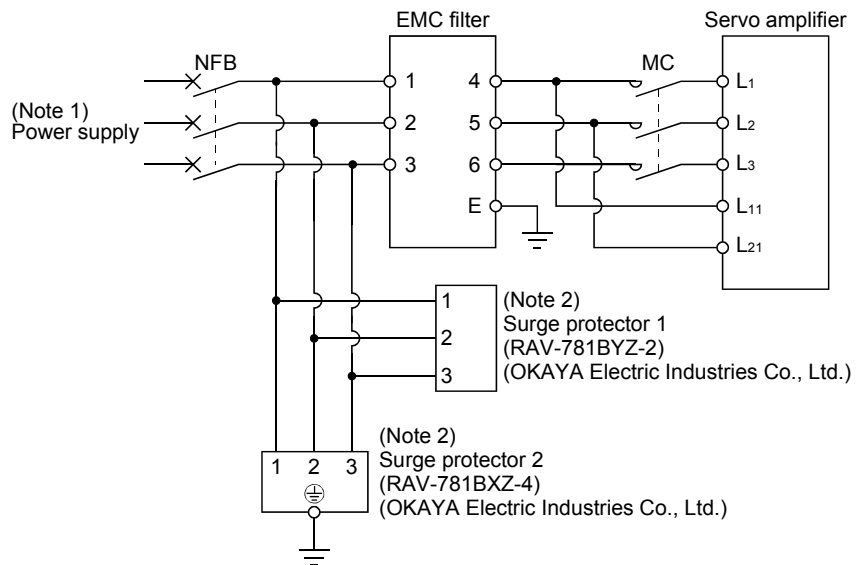 EMC filter
Servo amplifier
NFB
MC
(Note 1)
Power supply
1
2
3
4
5
6
E
L1
L2
L3
L11
L21
1
2
3
(Note 2)
Surge protector 1
(RAV-781BYZ-2)
(OKAYA Electric Industries Co., Ltd.)
1 2 3
(Note 2)
Surge protector 2
(RAV-781BXZ-4)
(OKAYA Electric Industries Co., Ltd.)